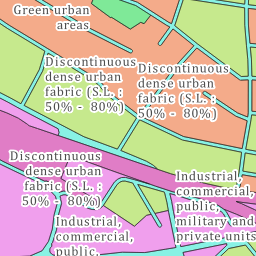 Green urban
areas
Discontinuous
dense urban
fabric (S.L. :
50% - 80%)
Discontinuous
dense urban
fabric (S.L. :
50% - 80%)
Discontinuous
dense urban
fabric (S.L. :
50% - 80%)
Industrial,
commercial,
public,
military and
private units
Industrial,
commercial,
public,